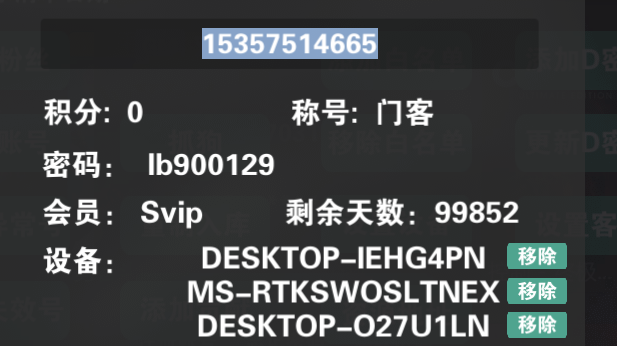 15357514665
积分: 0 称号: 门客
密码: lb900129
会员: Svip 剩余天数: 99852
设备: DESKTOP-IEHG4PN 移除
MS-RTKSWOSLTNEX 移除
DESKTOP-O27U1LN 移除